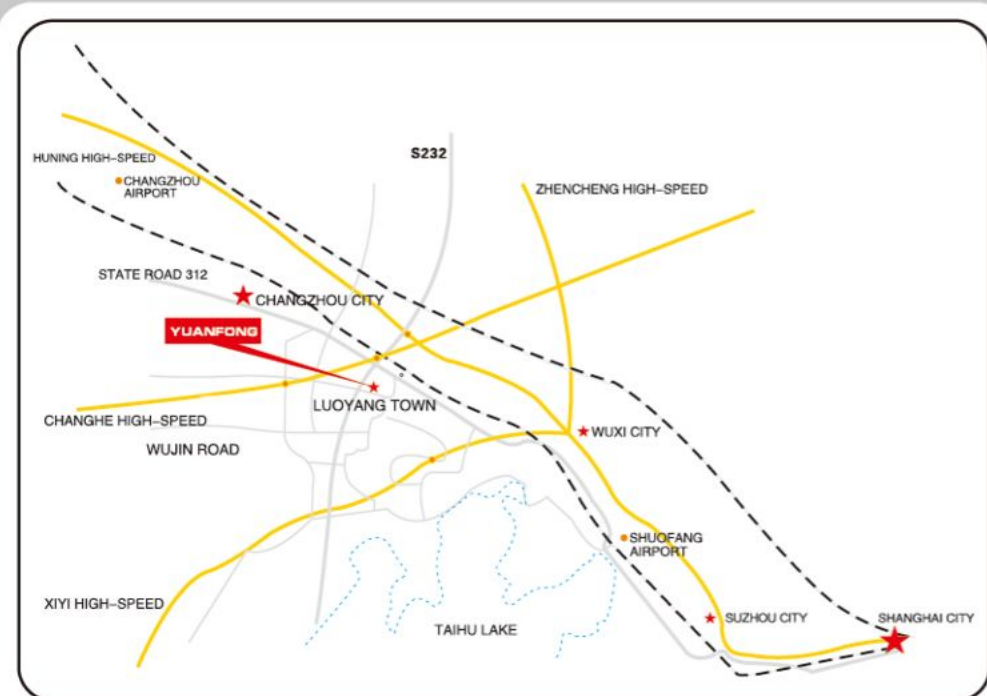 S232
HUNING HIGH-SPEED
CHANGZHOU
AIRPORT
ZHENCHENG HIGH-SPEED
STATE ROAD 312
CHANGZHOU CITY
YUANFONG
LUOYANG TOWN
CHANGHE HIGH-SPEED
WUXI CITY
WUJIN ROAD
SHUOFANG
AIRPORT
XIYI HIGH-SPEED
TAIHU LAKE
SUZHOU CITY
SHANGHAI CITY